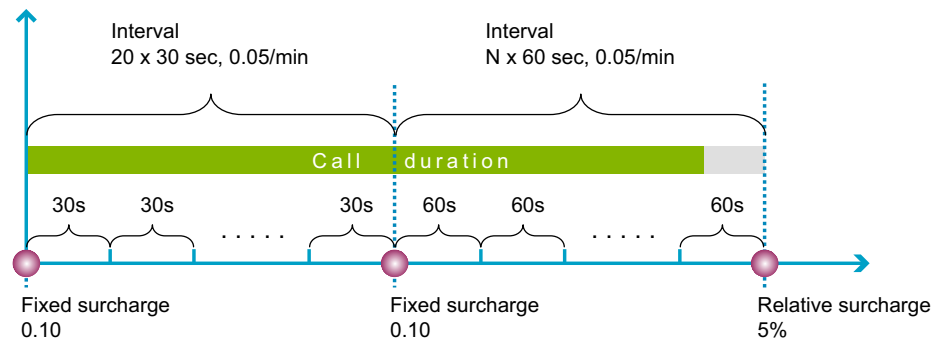 Interval
20 x 30 sec, 0.05/min
Interval
N x 60 sec, 0.05/min
Call duration
30s
30s
.....
30s
60s
60s
.....
60s
Fixed surcharge
0.10
Fixed surcharge
0.10
Relative surcharge
5%